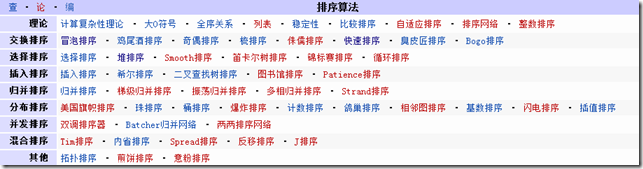 查 · 论 · 编 排序算法
理论 计算复杂性理论 · 大O符号 · 全序关系 · 列表 · 稳定性 · 比较排序 · 自适应排序 · 排序网络 · 整数排序
交换排序 冒泡排序 · 鸡尾酒排序 · 奇偶排序 · 梳排序 · 侏儒排序 · 快速排序 · 臭皮匠排序 · Bogo排序
选择排序 选择排序 · 堆排序 · Smooth排序 · 笛卡尔树排序 · 锦标赛排序 · 循环排序
插入排序 插入排序 · 希尔排序 · 二叉查找树排序 · 图书馆排序 · Patience排序
归并排序 归并排序 · 梯级归并排序 · 振荡归并排序 · 多相归并排序 · Strand排序
分布排序 美国旗帜排序 · 珠排序 · 桶排序 · 爆炸排序 · 计数排序 · 鸽巢排序 · 相邻图排序 · 基数排序 · 闪电排序 · 插值排序
并发排序 双调排序器 · Batcher归并网络 · 两两排序网络
混合排序 Tim排序 · 内省排序 · Spread排序 · 反移排序 · J排序
其他 拓扑排序 · 煎饼排序 · 意粉排序